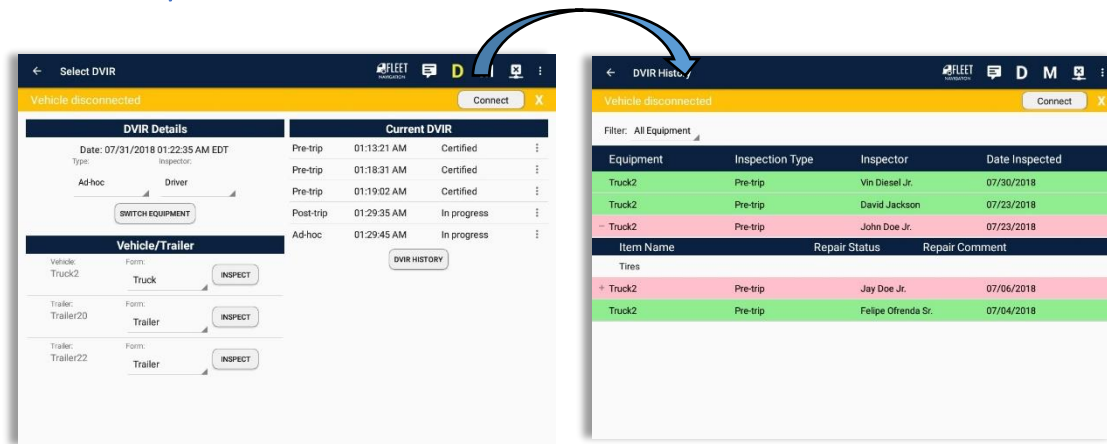 Select DVIR
FLEET
NAVIGATION
D
Vehicle disconnected
Connect X
DVIR Details
Date: 07/31/2018 01:22:35 AM EDT
Type: Inspector:
Ad-hoc Driver
SWITCH EQUIPMENT
Vehicle/Trailer
Vehicle: Form:
Truck2 Truck INSPECT
Trailer: Form:
Trailer20 Trailer INSPECT
Trailer: Form:
Trailer22 Trailer INSPECT
Current DVIR
Pre-trip 01:13:21 AM Certified
Pre-trip 01:18:31 AM Certified
Pre-trip 01:19:02 AM Certified
Post-trip 01:29:35 AM In progress
Ad-hoc 01:29:45 AM In progress
DVIR HISTORY
DVIR History
FLEET
NAVIGATION
D M
Vehicle disconnected
Connect X
Filter: All Equipment
Equipment Inspection Type Inspector Date Inspected
Truck2 Pre-trip Vin Diesel Jr. 07/30/2018
Truck2 Pre-trip David Jackson 07/23/2018
− Truck2 Pre-trip John Doe Jr. 07/23/2018
Item Name Repair Status Repair Comment
Tires
+ Truck2 Pre-trip Jay Doe Jr. 07/06/2018
Truck2 Pre-trip Felipe Ofrenda Sr. 07/04/2018